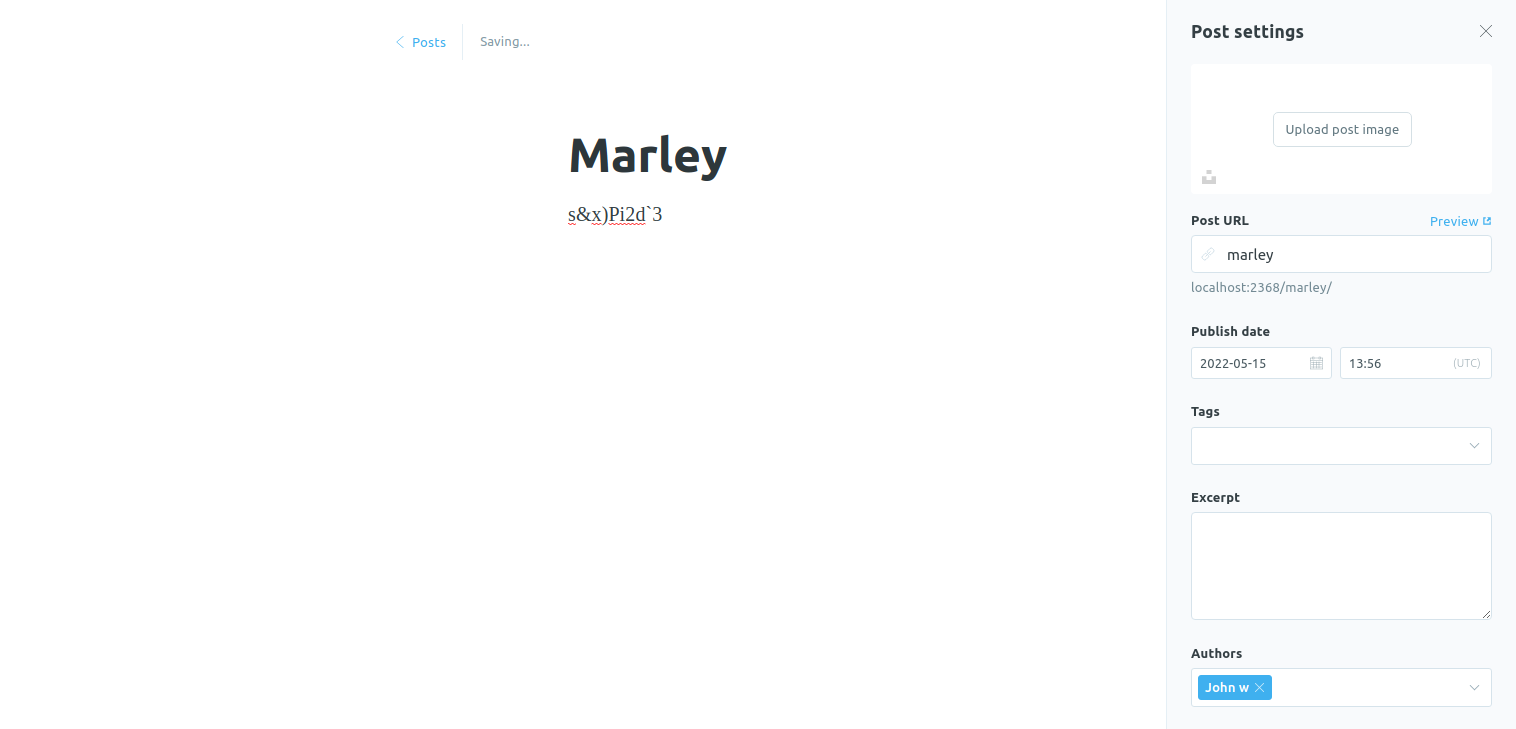 Posts
Saving...
Marley
s&x)Pi2d`3
Post settings
Upload post image
Post URL
Preview
marley
localhost:2368/marley/
Publish date
2022-05-15
13:56
(UTC)
Tags
Excerpt
Authors
John w